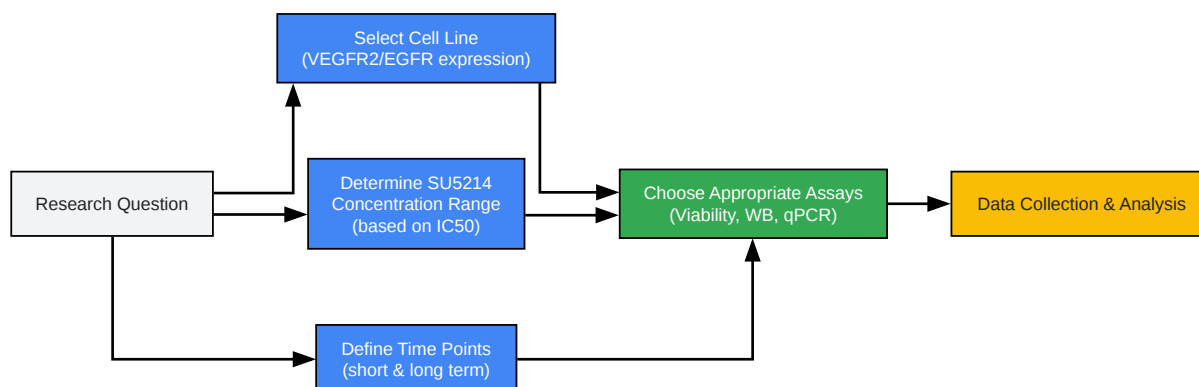 Select Cell Line
(VEGFR2/EGFR expression)
Research Question
Determine SU5214
Concentration Range
(based on IC50)
Choose Appropriate Assays
(Viability, WB, qPCR)
Data Collection & Analysis
Define Time Points
(short & long term)